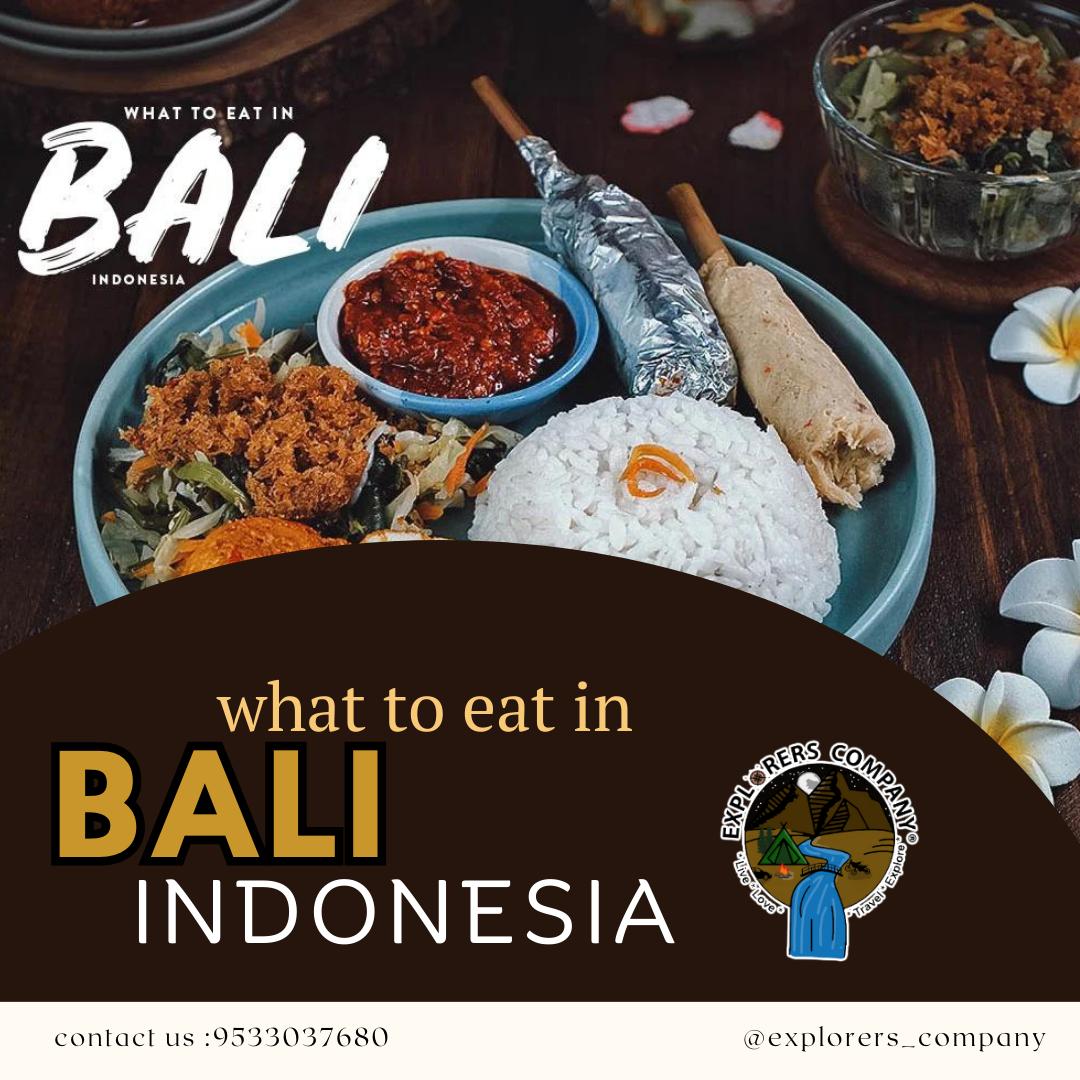 WHAT TO EAT IN
BALI
INDONESIA
what to eat in
BALI
INDONESIA
EXPLORERS COMPANY®
•Live•Love•
Travel•Explore•
contact us :9533037680
@explorers_company